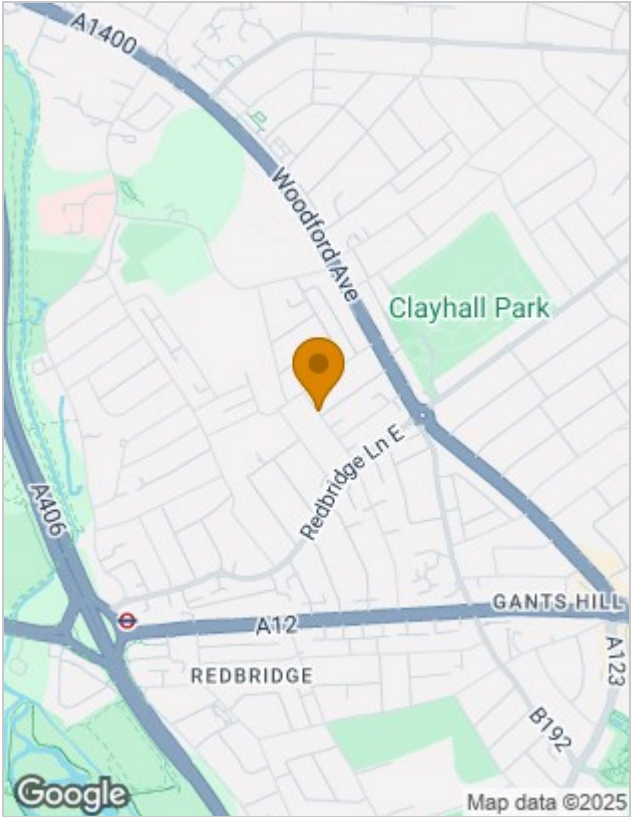 A1400
Woodford Ave
Clayhall Park
Redbridge Ln E
A406
GANTS HILL
A12
A123
REDBRIDGE
B192
Google
Map data ©2025